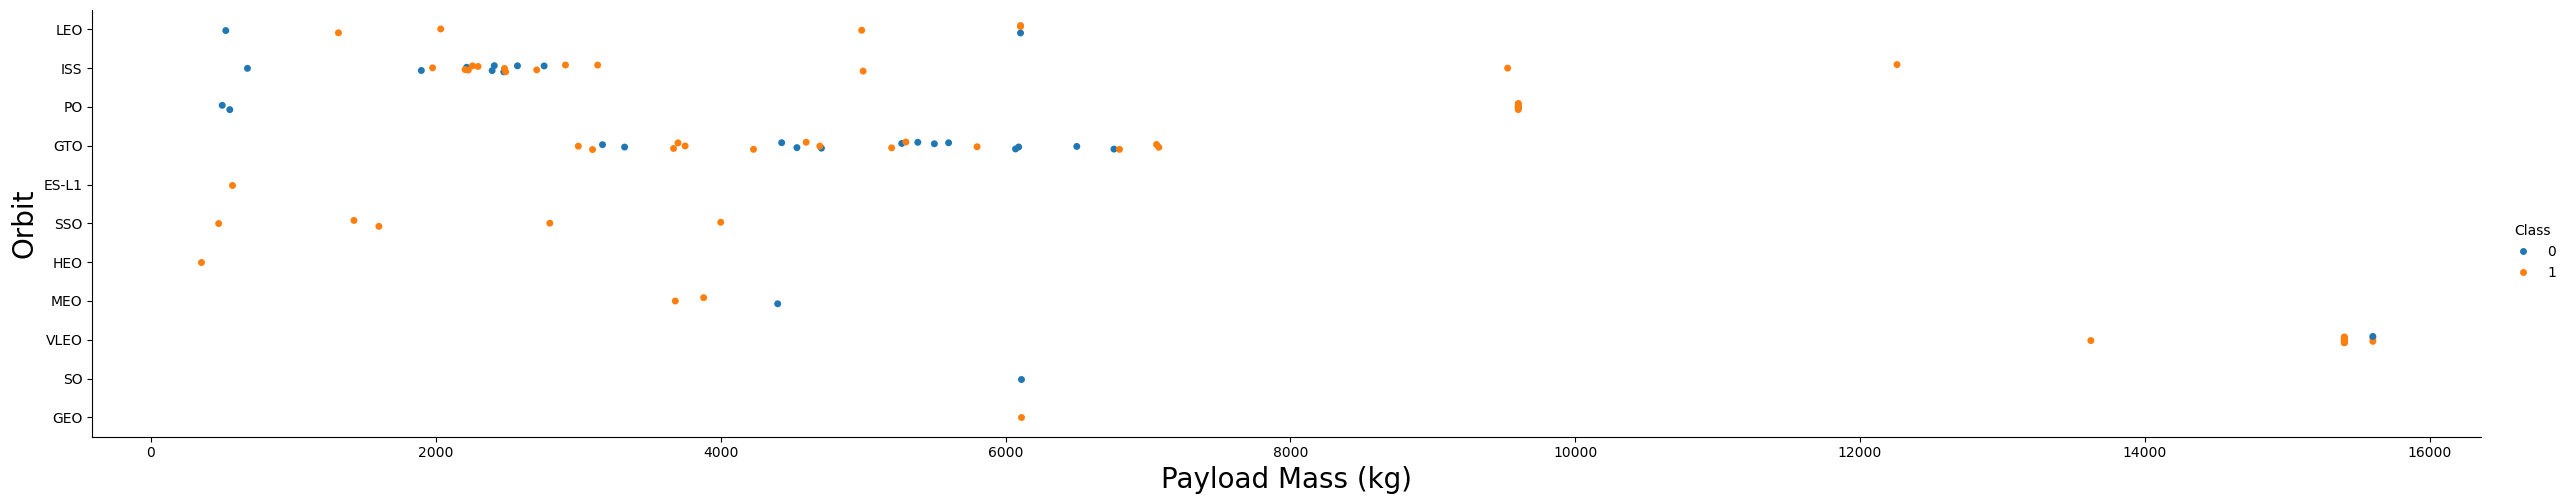 Orbit
LEO
ISS
PO
GTO
ES-L1
SSO
HEO
MEO
VLEO
SO
GEO
0 2000 4000 6000 8000 10000 12000 14000 16000
Payload Mass (kg)
Class
0
1